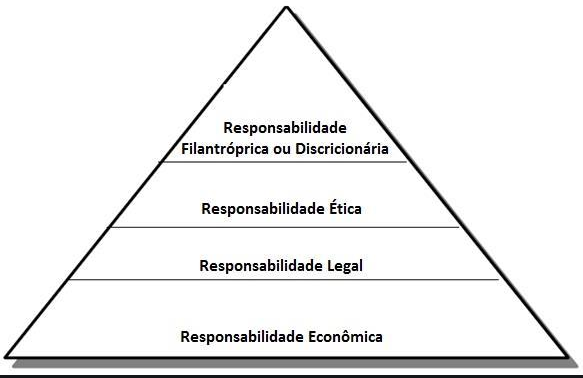 Responsabilidade
Filantróprica ou Discricionária
Responsabilidade Ética
Responsabilidade Legal
Responsabilidade Econômica